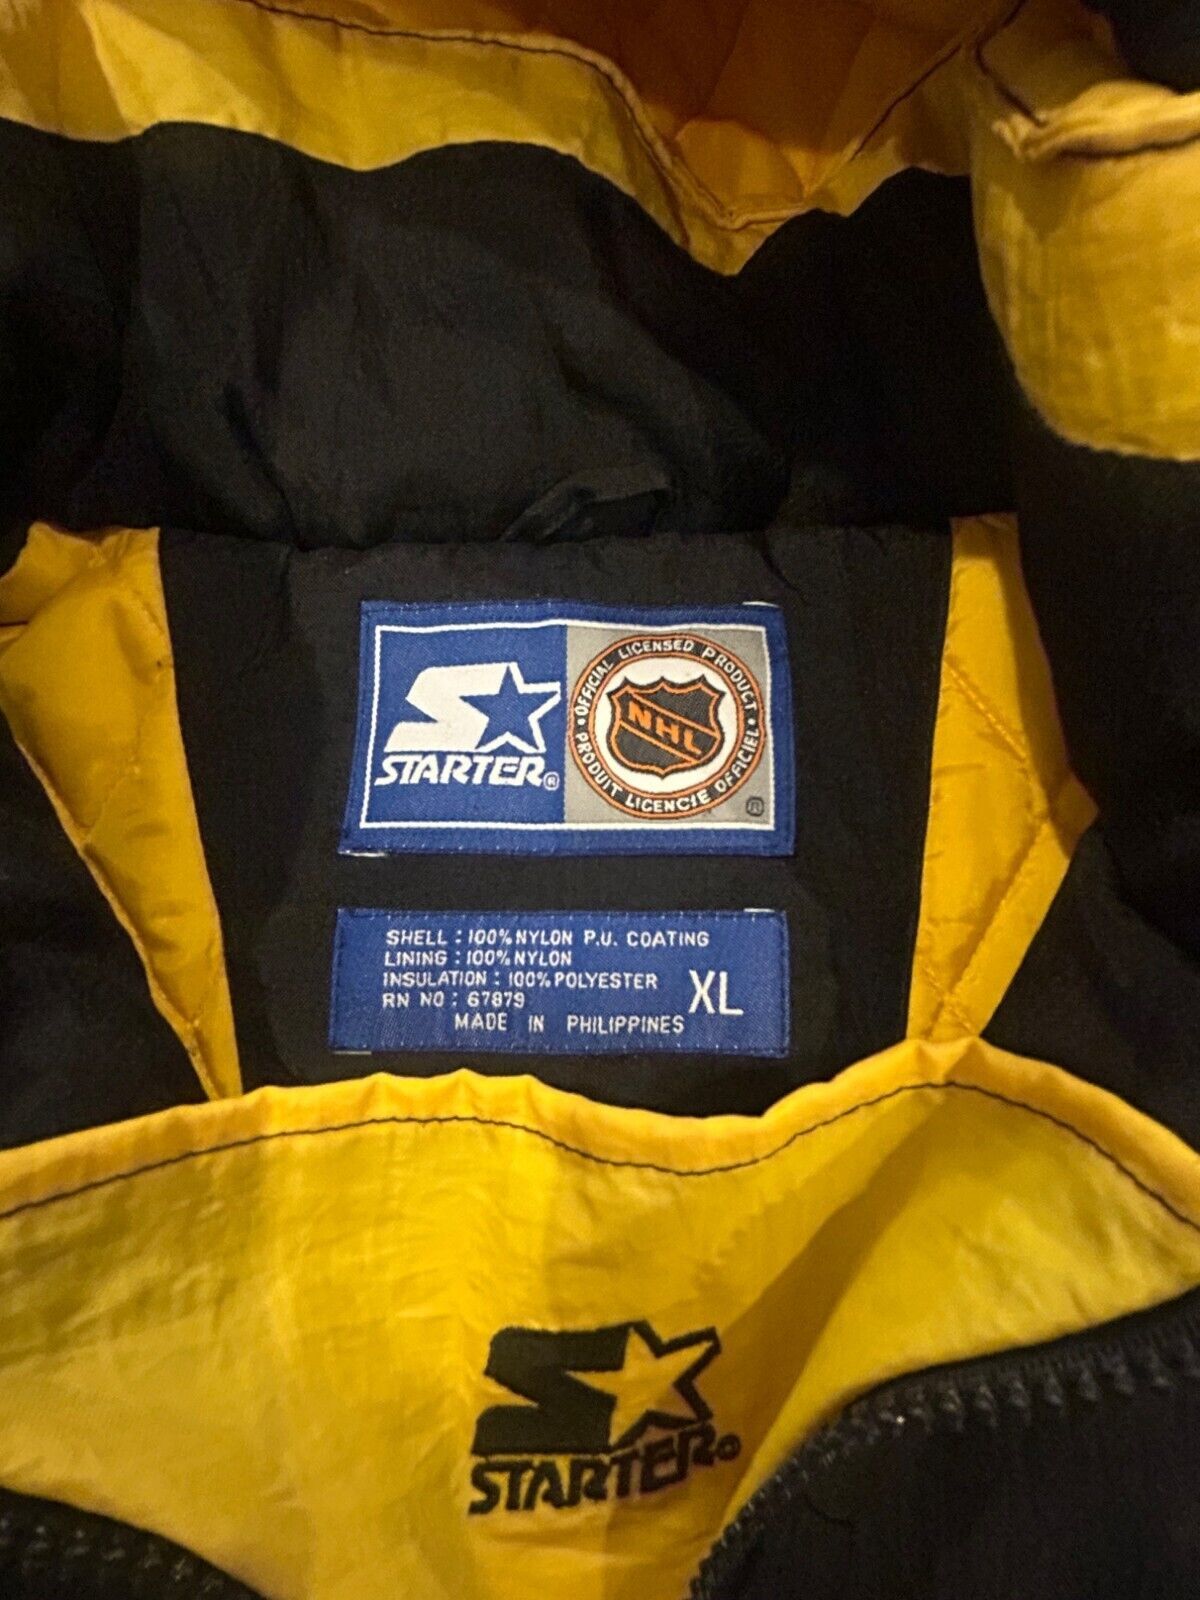 STARTER®
OFFICIAL LICENSED PRODUCT
NHL
PRODUIT LICENCIE OFFICIEL
®
SHELL : 100% NYLON P.U. COATING
LINING : 100% NYLON
INSULATION : 100% POLYESTER
RN NO : 67879
MADE IN PHILIPPINES
XL
STARTER®